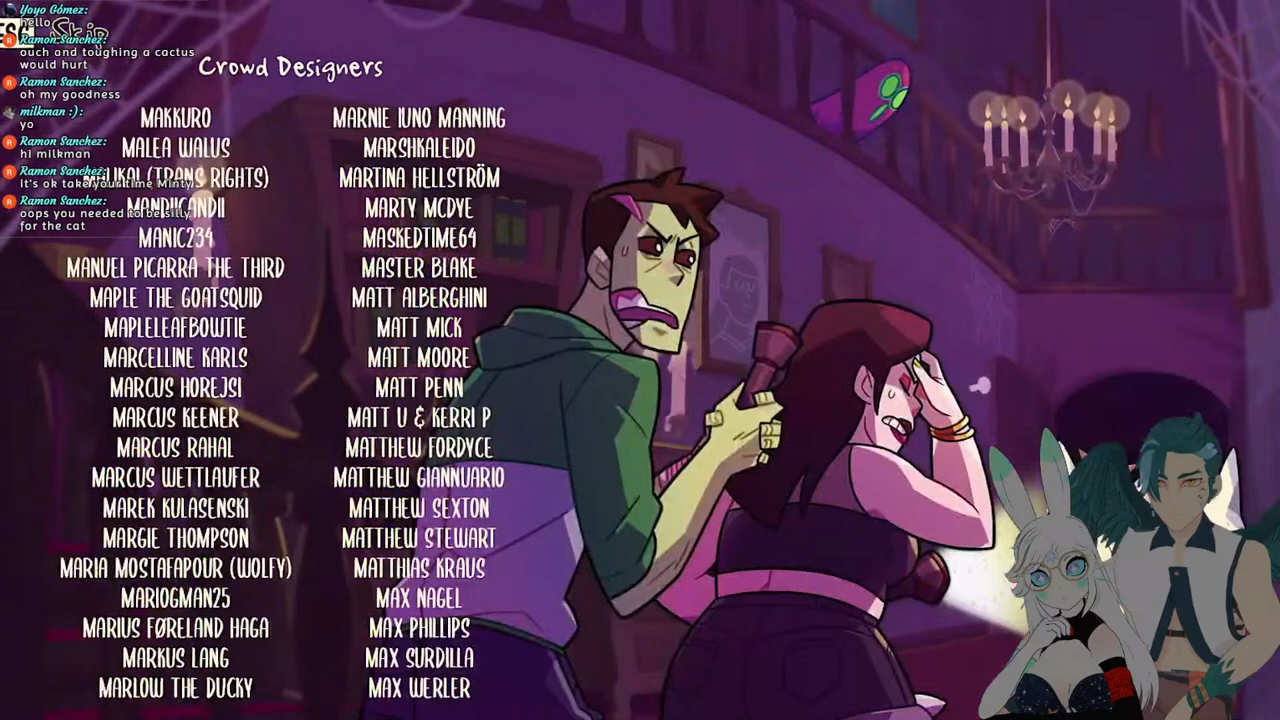 Yoyo Gómez:
hello
ESC Skip
Ramon Sanchez:
ouch and toughing a cactus
would hurt
Ramon Sanchez:
oh my goodness
milkman :):
yo
Ramon Sanchez:
hi milkman
Ramon Sanchez:
It's ok take your time Minty
Ramon Sanchez:
oops you needed to be silly
for the cat
Crowd Designers
MAKKURO
MALEA WALUS
(TRANS RIGHTS)
MANIC234
MANUEL PICARRA THE THIRD
MAPLE THE GOATSQUID
MAPLELEAFBOWTIE
MARCELLINE KARLS
MARCUS HOREJSI
MARCUS KEENER
MARCUS RAHAL
MARCUS WETTLAUFER
MAREK KULASENSKI
MARGIE THOMPSON
MARIA MOSTAFAPOUR (WOLFY)
MARIOGMAN25
MARIUS FØRELAND HAGA
MARKUS LANG
MARLOW THE DUCKY
MARNIE IUNO MANNING
MARSHKALEIDO
MARTINA HELLSTRÖM
MARTY MCDYE
MASKEDTIME64
MASTER BLAKE
MATT ALBERGHINI
MATT MICK
MATT MOORE
MATT PENN
MATT U & KERRI P
MATTHEW FORDYCE
MATTHEW GIANNUARIO
MATTHEW SEXTON
MATTHEW STEWART
MATTHIAS KRAUS
MAX NAGEL
MAX PHILLIPS
MAX SURDILLA
MAX WERLER